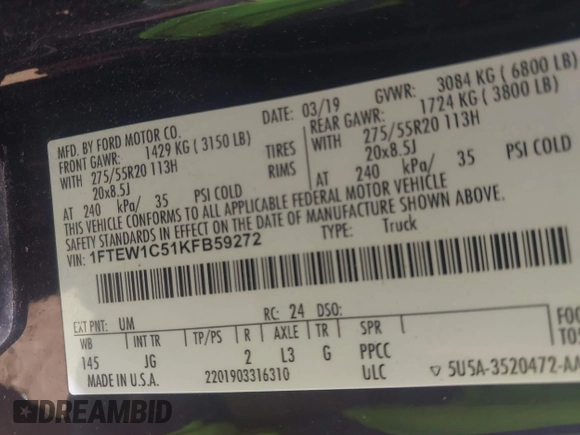 MFD. BY FORD MOTOR CO.
DATE: 03/19
GVWR: 3084 KG ( 6800 LB)
FRONT GAWR: 1429 KG ( 3150 LB)
REAR GAWR: 1724 KG ( 3800 LB)
WITH 275/55R20 113H TIRES 275/55R20 113H
20x8.5J RIMS 20x8.5J
AT 240 kPa/ 35 PSI COLD AT 240 kPa/ 35 PSI COLD
THIS VEHICLE CONFORMS TO ALL APPLICABLE FEDERAL MOTOR VEHICLE
SAFETY STANDARDS IN EFFECT ON THE DATE OF MANUFACTURE SHOWN ABOVE.
VIN: 1FTEW1C51KFB59272
TYPE: Truck
EXT PNT: UM RC: 24 DSO:
WB INT TR TP/PS R AXLE TR SPR
145 JG 2 L3 G PPCC
MADE IN U.S.A. 2201903316310 ULC
5U5A-3520472-AA
DREAMBID